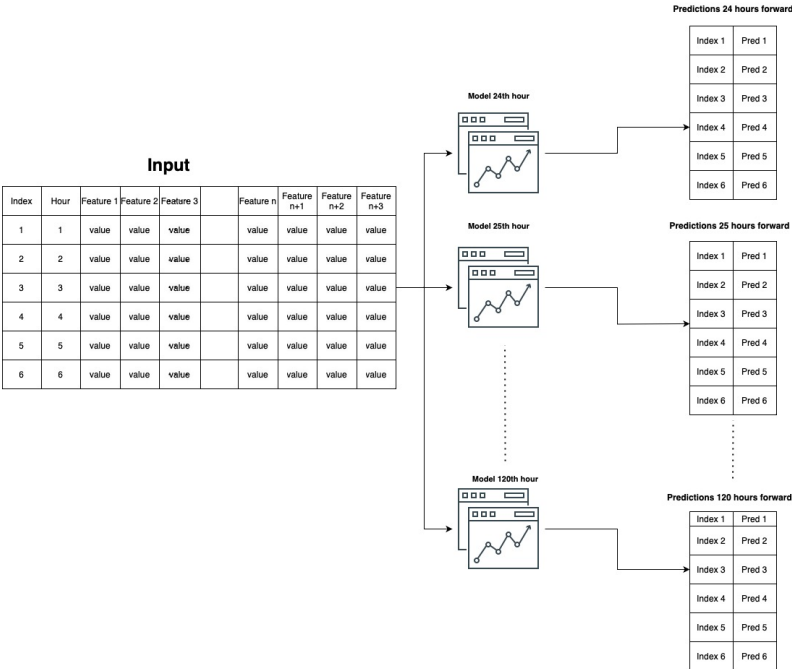 Predictions 24 hours forward
Index 1 Pred 1
Index 2 Pred 2
Index 3 Pred 3
Index 4 Pred 4
Index 5 Pred 5
Index 6 Pred 6
Model 24th hour
Input
Index Hour Feature 1 Feature 2 Feature 3 Feature n Feature n+1 Feature n+2 Feature n+3
1 1 value value value value value value value
2 2 value value value value value value value
3 3 value value value value value value value
4 4 value value value value value value value
5 5 value value value value value value value
6 6 value value value value value value value
Model 25th hour
Predictions 25 hours forward
Index 1 Pred 1
Index 2 Pred 2
Index 3 Pred 3
Index 4 Pred 4
Index 5 Pred 5
Index 6 Pred 6
Model 120th hour
Predictions 120 hours forward
Index 1 Pred 1
Index 2 Pred 2
Index 3 Pred 3
Index 4 Pred 4
Index 5 Pred 5
Index 6 Pred 6